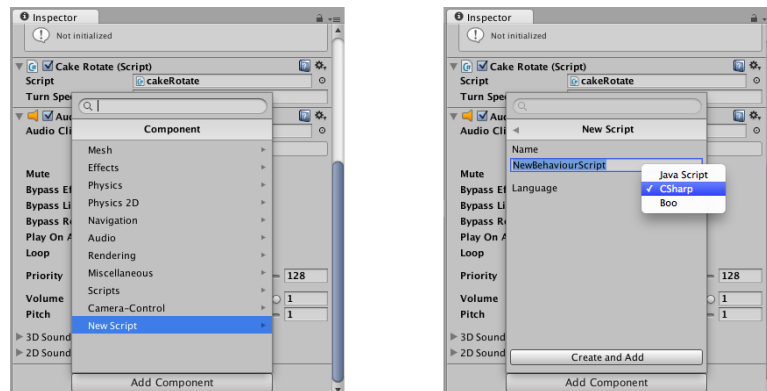 Inspector
Not initialized
Cake Rotate (Script)
Script cakeRotate
Turn Spe
Au
Audio Cli
Component
Mesh
Effects
Mute
Physics
Bypass Ef
Physics 2D
Bypass Li
Navigation
Bypass Re
Audio
Play On A
Rendering
Loop
Miscellaneous
Priority 128
Scripts
Volume 1
Camera-Control
Pitch 1
New Script
3D Sound
2D Sound
Add Component
Inspector
Not initialized
Cake Rotate (Script)
Script cakeRotate
Turn Spe
Au
Audio Cli
New Script
Name
NewBehaviourScript
Mute
Java Script
Bypass Ef
Language
CSharp
Bypass Li
Boo
Bypass Re
Play On A
Loop
Priority 128
Volume 1
Pitch 1
3D Sound
2D Sound
Create and Add
Add Component